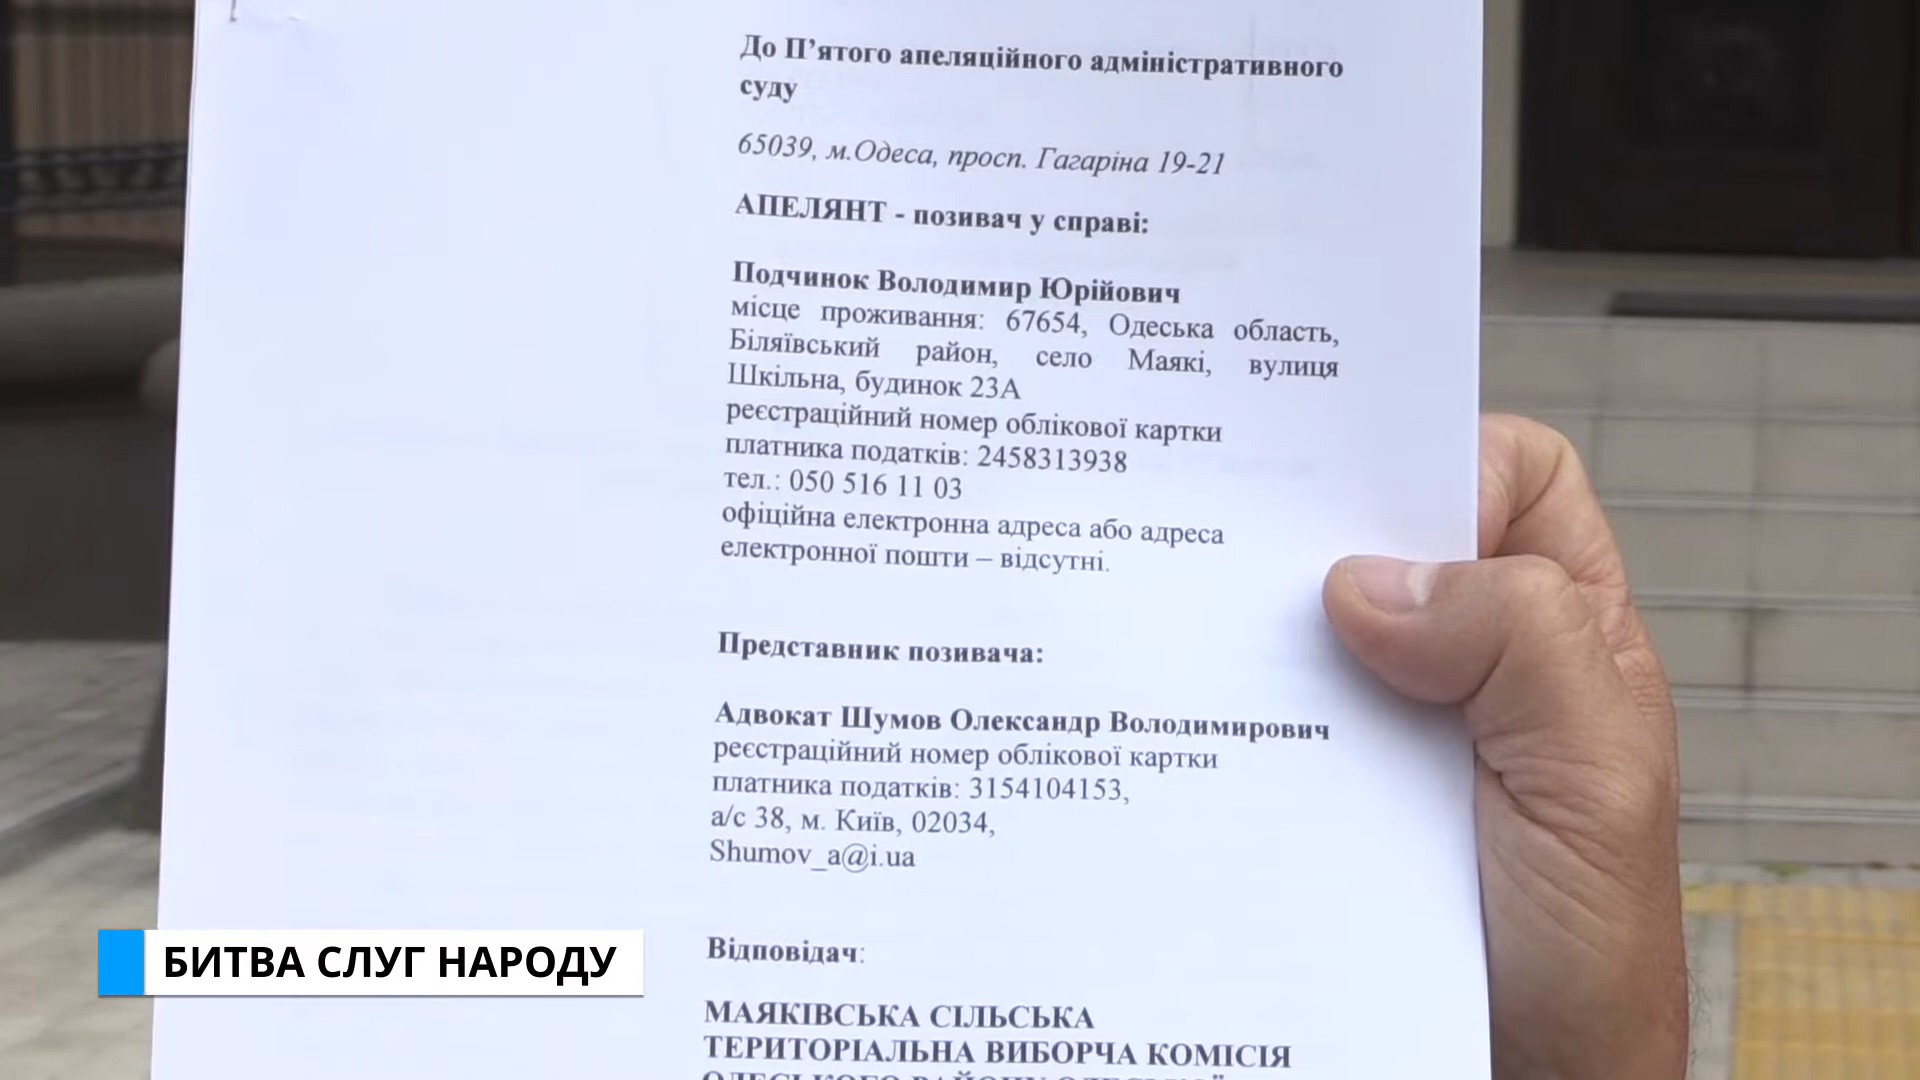 До П’ятого апеляційного адміністративного
суду
65039, м.Одеса, просп. Гагаріна 19-21
АПЕЛЯНТ - позивач у справі:
Подчинок Володимир Юрійович
місце проживання: 67654, Одеська область,
Біляївський район, село Маякі, вулиця
Шкільна, будинок 23А
реєстраційний номер облікової картки
платника податків: 2458313938
тел.: 050 516 11 03
офіційна електронна адреса або адреса
електронної пошти – відсутні.
Представник позивача:
Адвокат Шумов Олександр Володимирович
реєстраційний номер облікової картки
платника податків: 3154104153,
а/с 38, м. Київ, 02034,
Shumov_a@i.ua
Відповідач:
МАЯКІВСЬКА СІЛЬСЬКА
ТЕРИТОРІАЛЬНА ВИБОРЧА КОМІСІЯ
БИТВА СЛУГ НАРОДУ